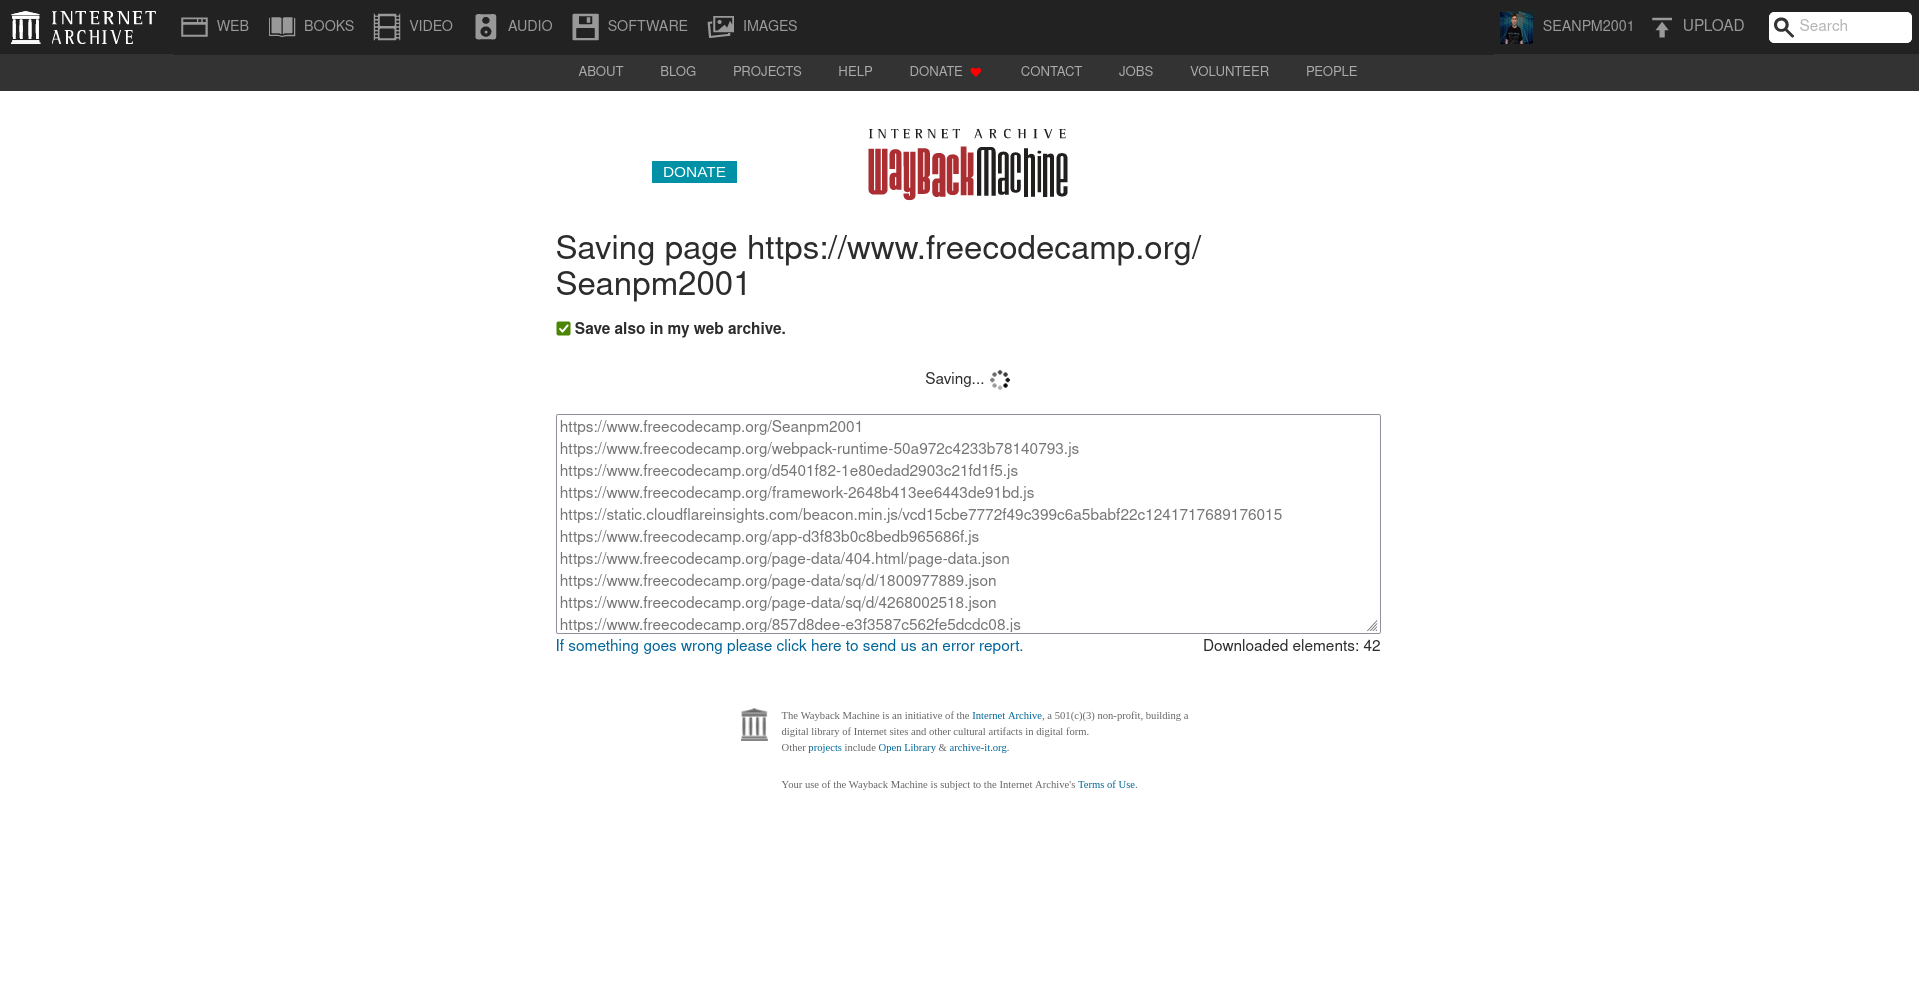 INTERNET
ARCHIVE
WEB
BOOKS
VIDEO
AUDIO
SOFTWARE
IMAGES
SEANPM2001
UPLOAD
Search
ABOUT
BLOG
PROJECTS
HELP
DONATE
CONTACT
JOBS
VOLUNTEER
PEOPLE
INTERNET ARCHIVE
WayBackMachine
DONATE
Saving page https://www.freecodecamp.org/
Seanpm2001
Save also in my web archive.
Saving...
https://www.freecodecamp.org/Seanpm2001
https://www.freecodecamp.org/webpack-runtime-50a972c4233b78140793.js
https://www.freecodecamp.org/d5401f82-1e80edad2903c21fd1f5.js
https://www.freecodecamp.org/framework-2648b413ee6443de91bd.js
https://static.cloudflareinsights.com/beacon.min.js/vcd15cbe7772f49c399c6a5babf22c1241717689176015
https://www.freecodecamp.org/app-d3f83b0c8bedb965686f.js
https://www.freecodecamp.org/page-data/404.html/page-data.json
https://www.freecodecamp.org/page-data/sq/d/1800977889.json
https://www.freecodecamp.org/page-data/sq/d/4268002518.json
https://www.freecodecamp.org/857d8dee-e3f3587c562fe5dcdc08.js
If something goes wrong please click here to send us an error report.
Downloaded elements: 42
The Wayback Machine is an initiative of the Internet Archive, a 501(c)(3) non-profit, building a
digital library of Internet sites and other cultural artifacts in digital form.
Other projects include Open Library & archive-it.org.
Your use of the Wayback Machine is subject to the Internet Archive's Terms of Use.